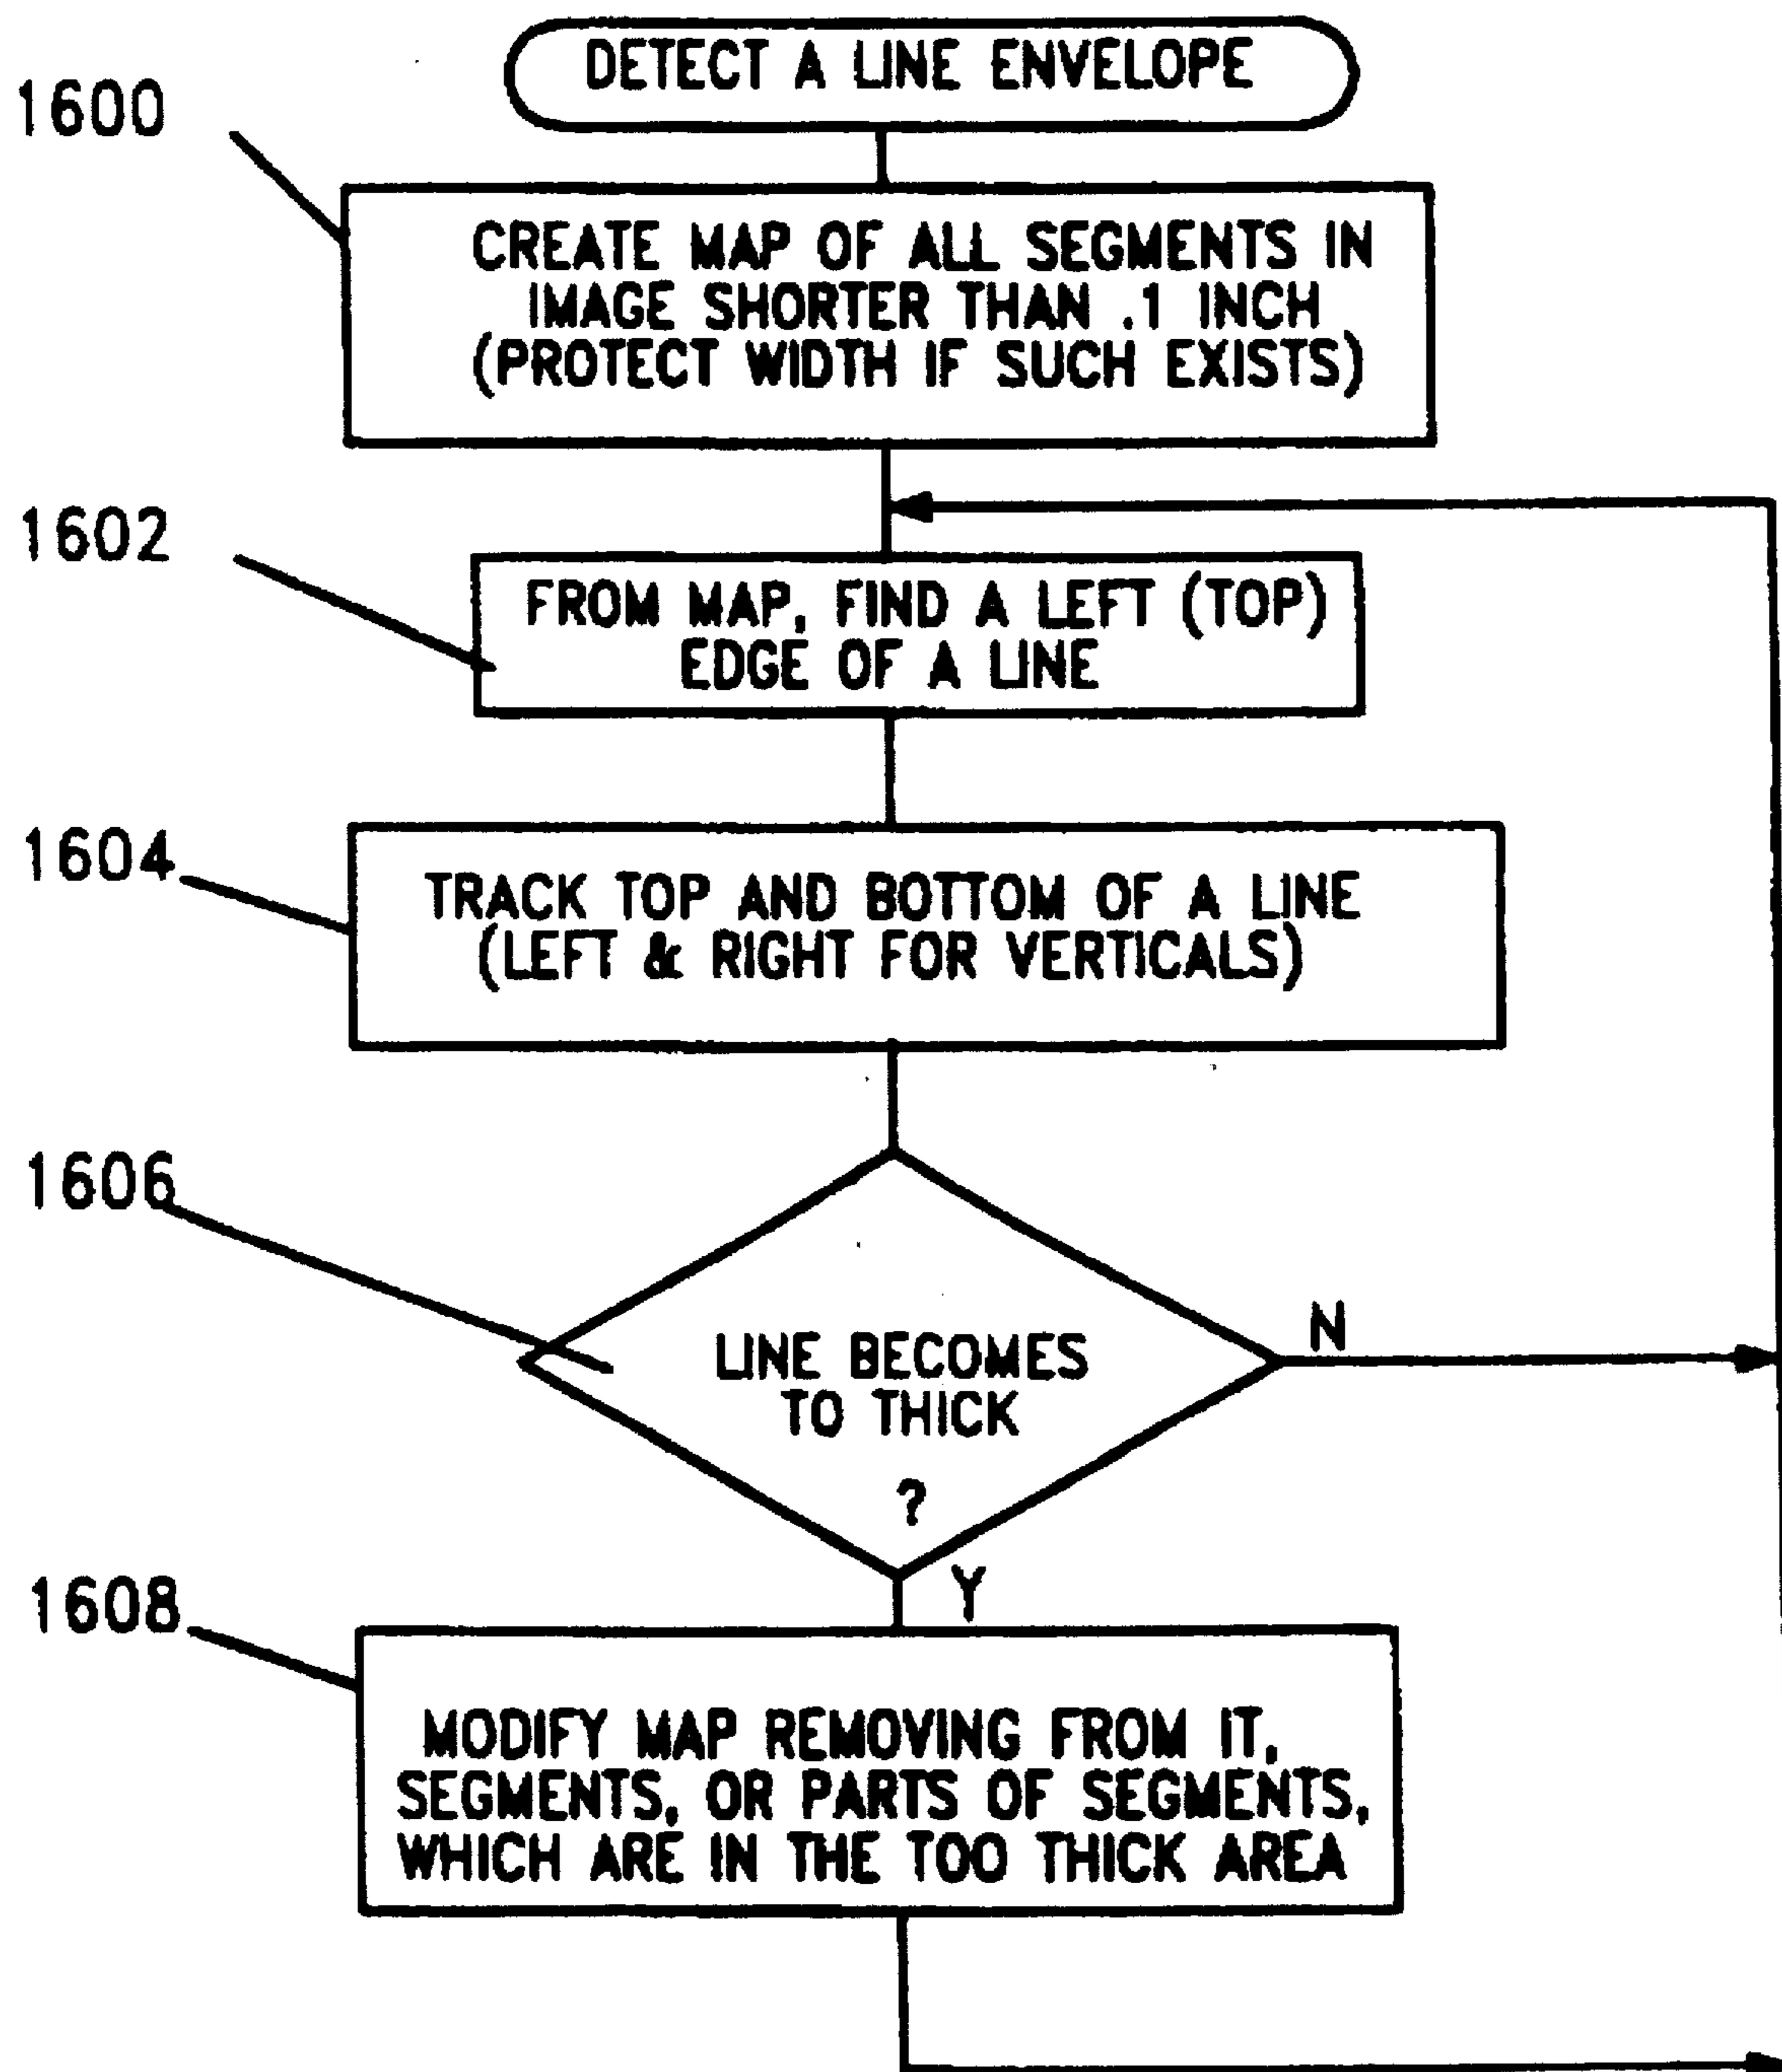 DETECT A LINE ENVELOPE
1600
CREATE MAP OF ALL SEGMENTS IN
IMAGE SHORTER THAN .1 INCH
(PROTECT WIDTH IF SUCH EXISTS)
1602
FROM MAP, FIND A LEFT (TOP)
EDGE OF A LINE
1604
TRACK TOP AND BOTTOM OF A LINE
(LEFT & RIGHT FOR VERTICALS)
1606
N
LINE BECOMES
TO THICK
?
Y
1608
MODIFY MAP REMOVING FROM IT,
SEGMENTS, OR PARTS OF SEGMENTS,
WHICH ARE IN THE TOO THICK AREA